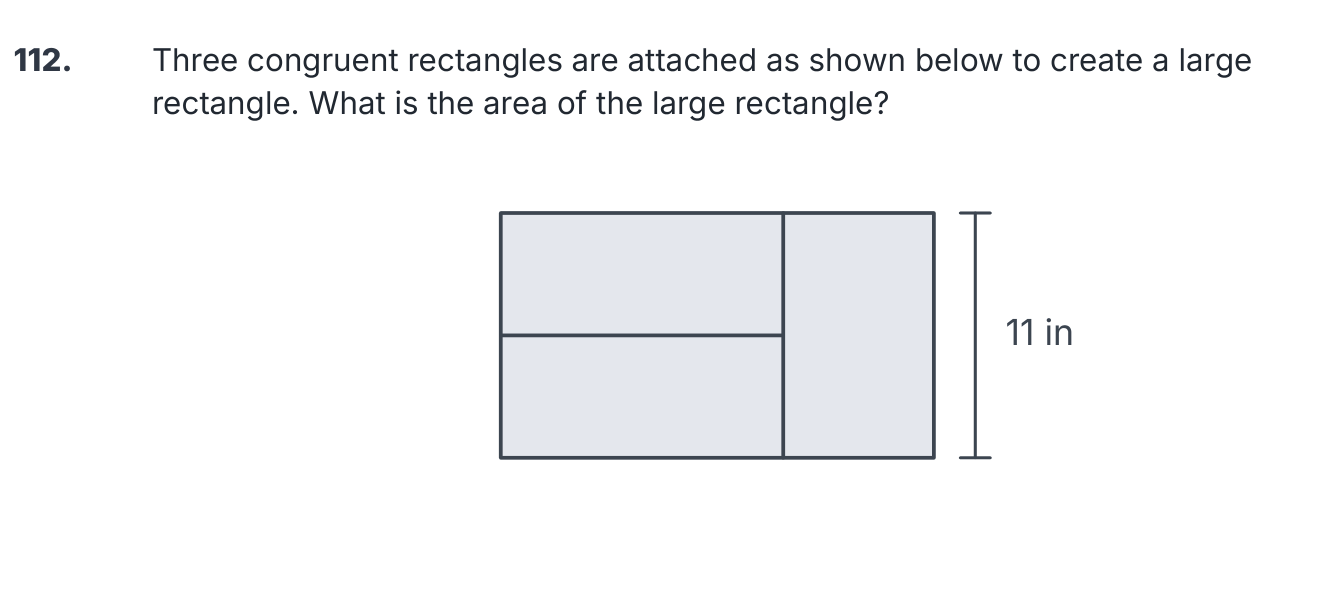 112. Three congruent rectangles are attached as shown below to create a large
rectangle. What is the area of the large rectangle?
11 in